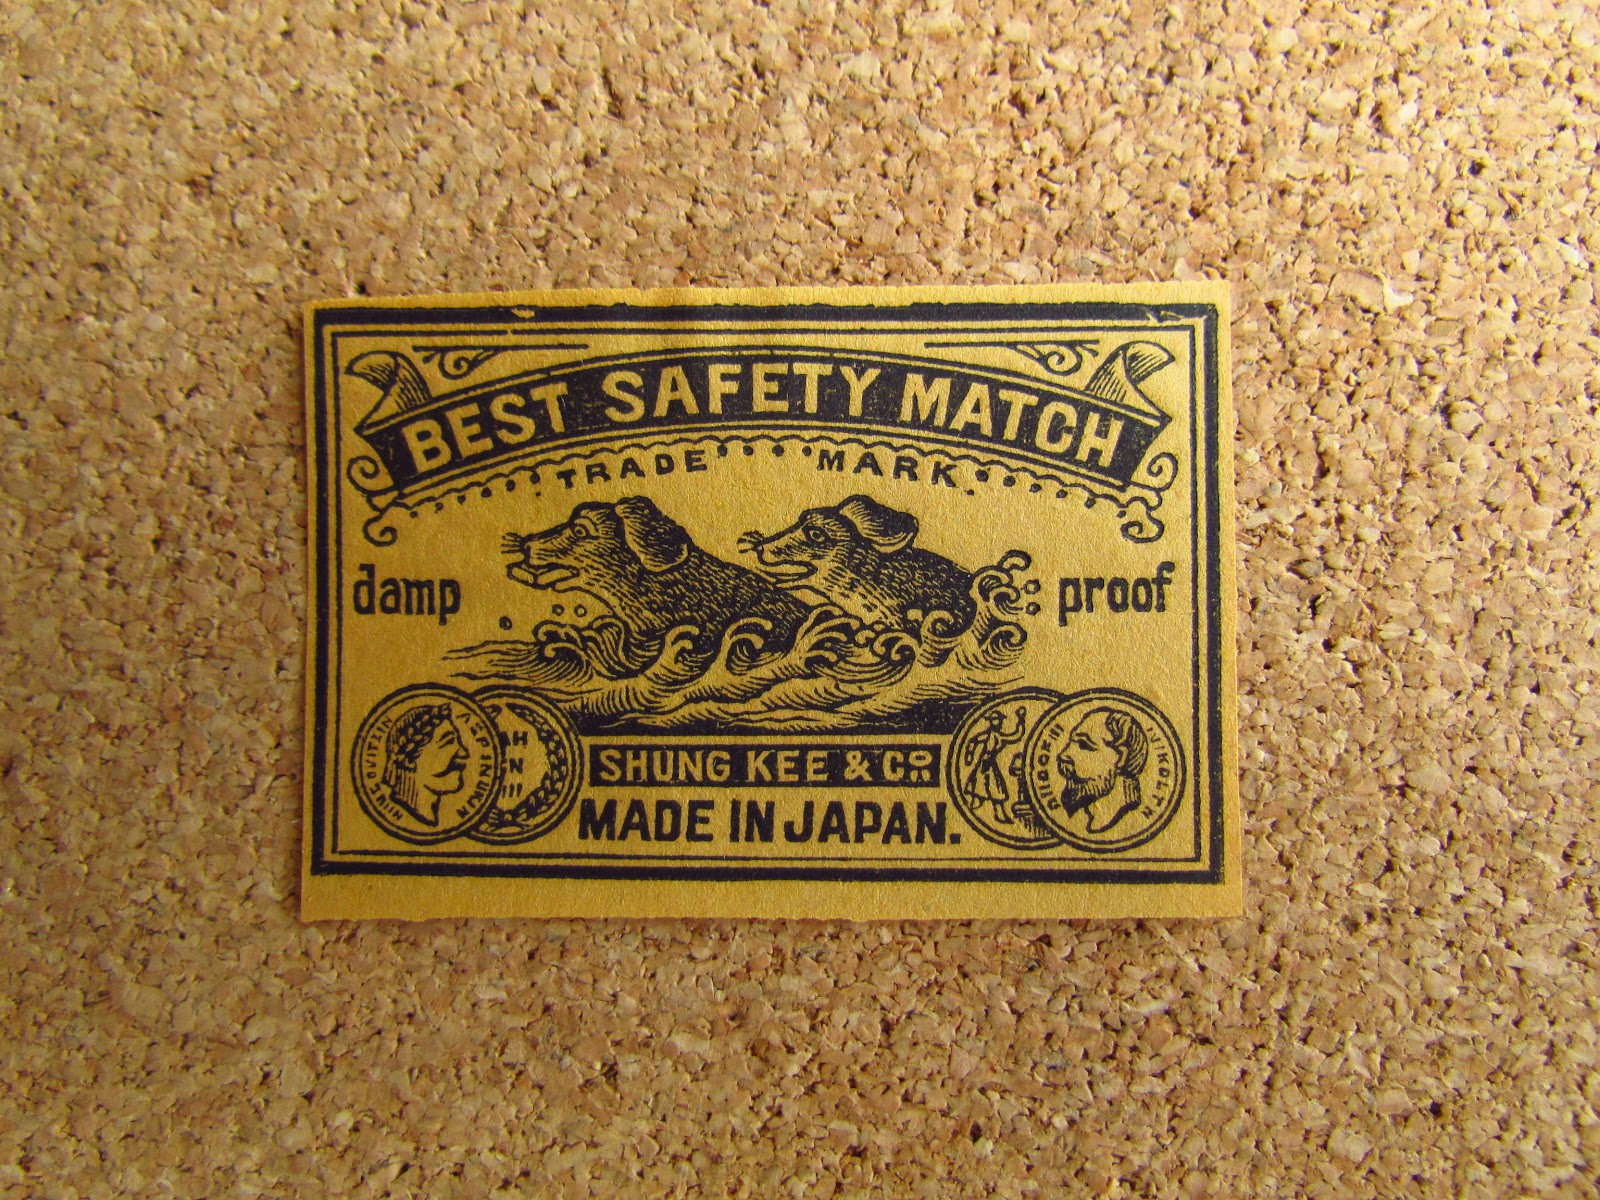 BEST SAFETY MATCH
TRADE MARK.
damp proof
SHUNG KEE & Co.
MADE IN JAPAN.